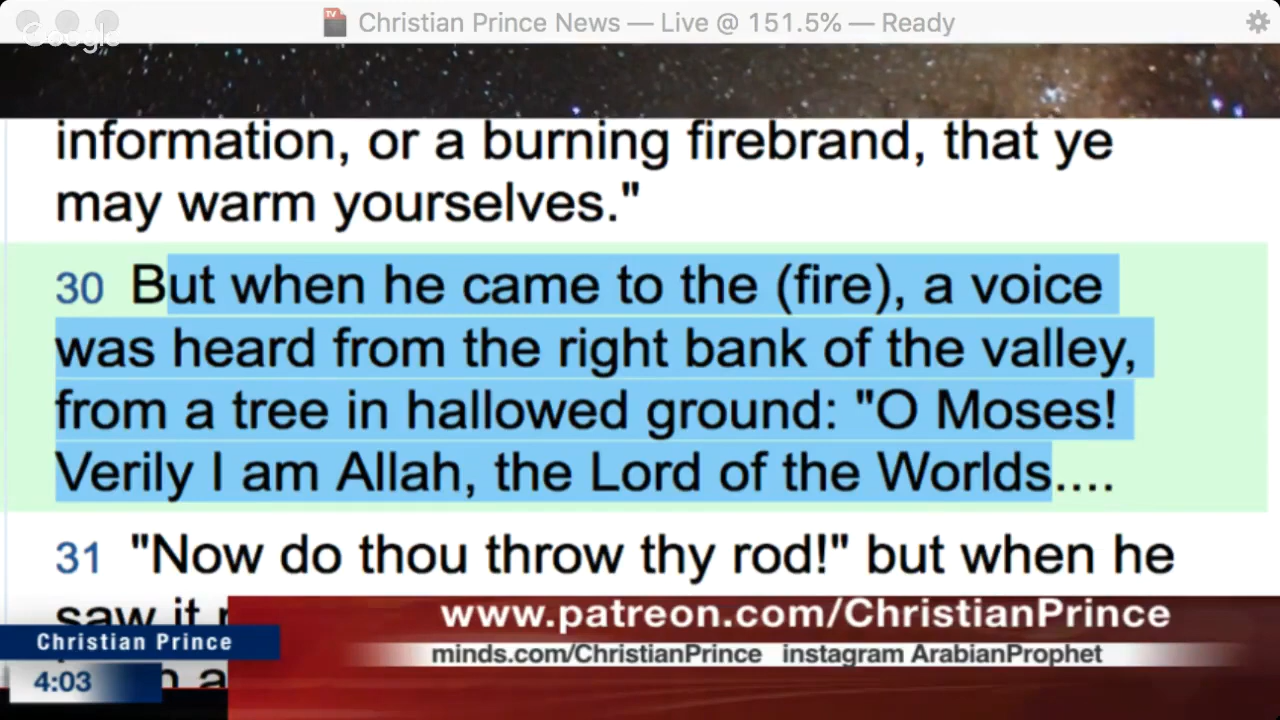 Christian Prince News — Live @ 151.5% — Ready
Google
information, or a burning firebrand, that ye
may warm yourselves."
30 But when he came to the (fire), a voice
was heard from the right bank of the valley,
from a tree in hallowed ground: "O Moses!
Verily I am Allah, the Lord of the Worlds....
31 "Now do thou throw thy rod!" but when he
saw it
www.patreon.com/ChristianPrince
Christian Prince
minds.com/ChristianPrince instagram ArabianProphet
4:03